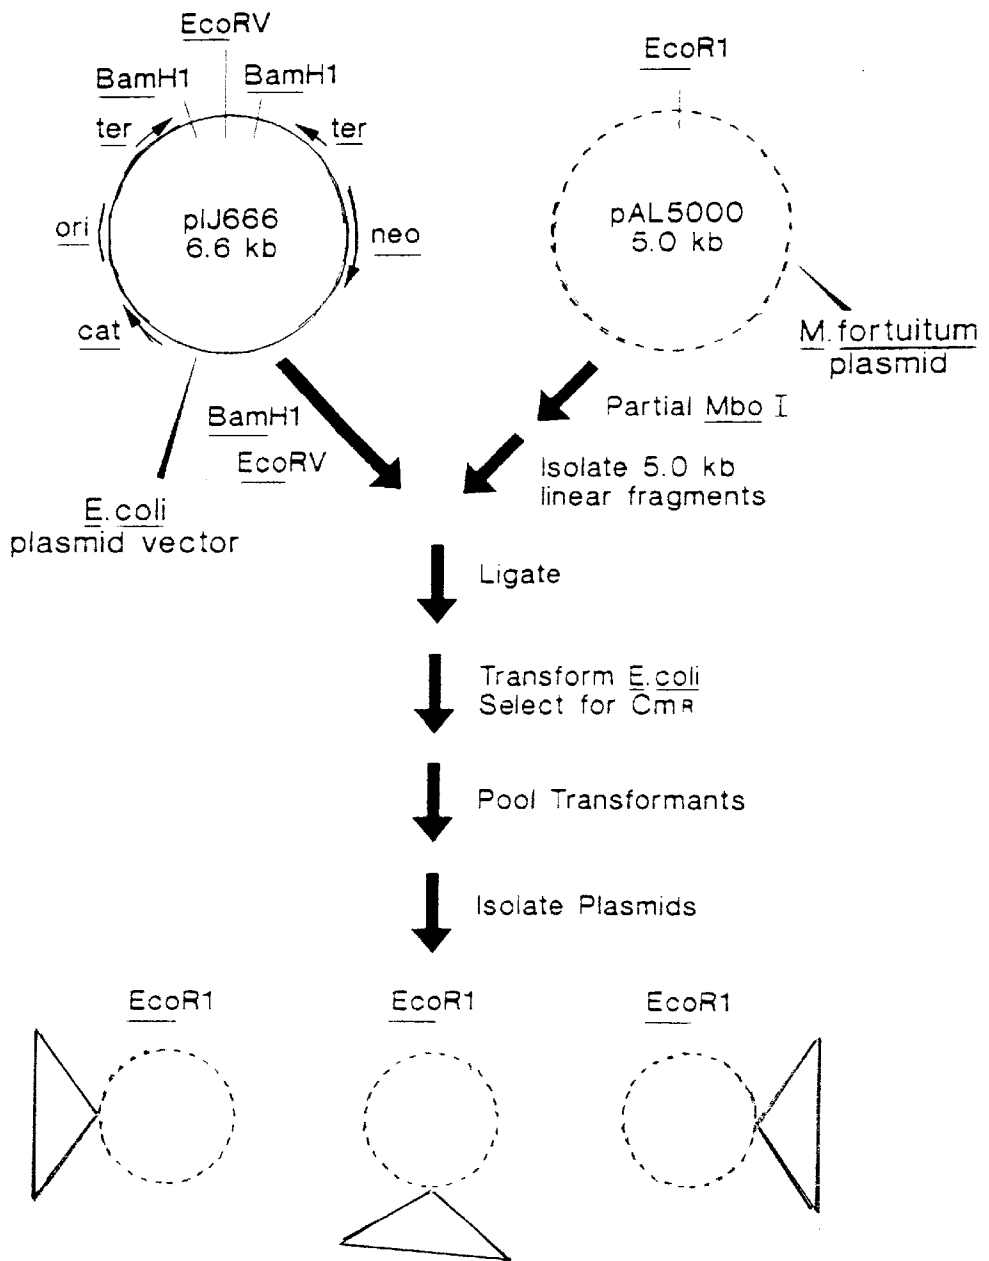 EcoRV
BamH1
BamH1
ter
ter
ori
pIJ666
6.6 kb
neo
cat
EcoR1
pAL5000
5.0 kb
M. fortuitum
plasmid
BamH1
EcoRV
Partial Mbo I
Isolate 5.0 kb
linear fragments
E. coli
plasmid vector
Ligate
Transform E. coli
Select for CmR
Pool Transformants
Isolate Plasmids
EcoR1
EcoR1
EcoR1